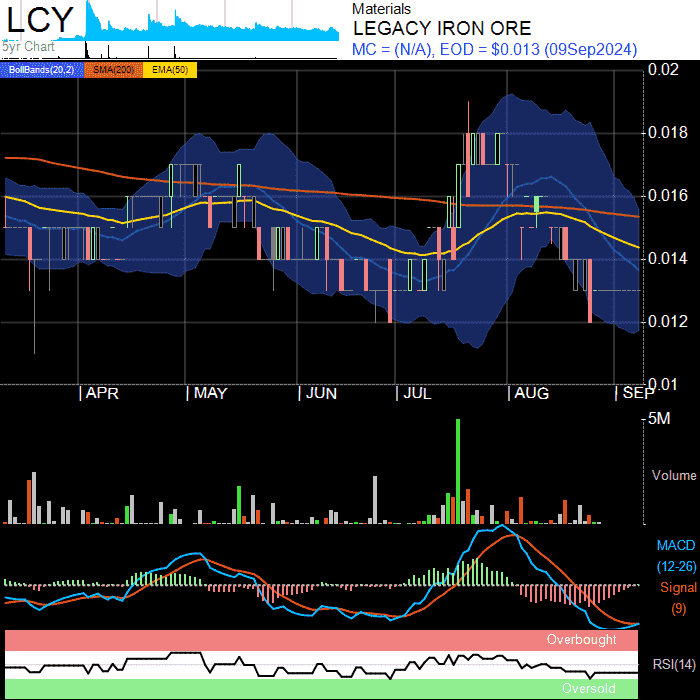 LCY
5yr Chart
Materials
LEGACY IRON ORE
MC = (N/A), EOD = $0.013 (09Sep2024)
BollBands(20,2) SMA(200) EMA(50)
0.02
0.018
0.016
0.014
0.012
0.01
APR MAY JUN JUL AUG SEP
5M
Volume
MACD
(12-26)
Signal
(9)
Overbought
RSI(14)
Oversold